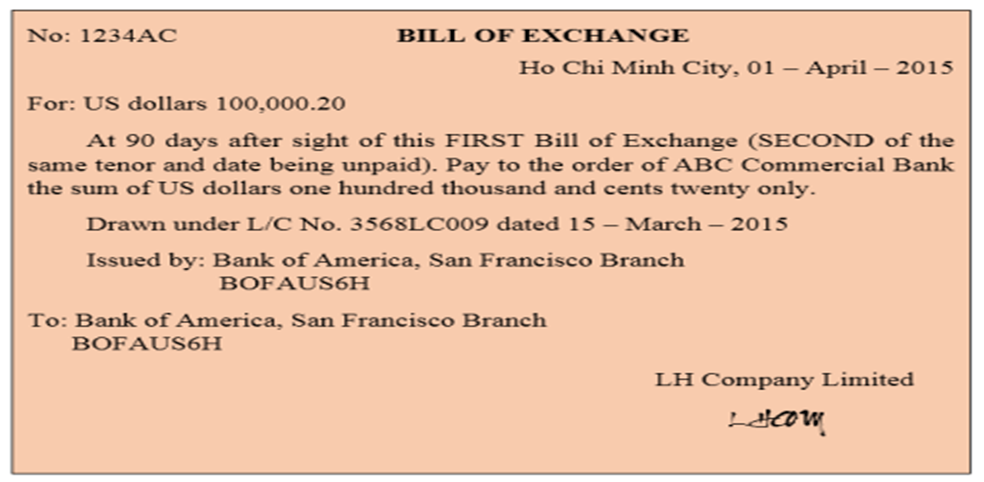 No: 1234AC BILL OF EXCHANGE
Ho Chi Minh City, 01 – April – 2015
For: US dollars 100,000.20
At 90 days after sight of this FIRST Bill of Exchange (SECOND of the
same tenor and date being unpaid). Pay to the order of ABC Commercial Bank
the sum of US dollars one hundred thousand and cents twenty only.
Drawn under L/C No. 3568LC009 dated 15 – March – 2015
Issued by: Bank of America, San Francisco Branch
BOFAUS6H
To: Bank of America, San Francisco Branch
BOFAUS6H
LH Company Limited
LHCOM